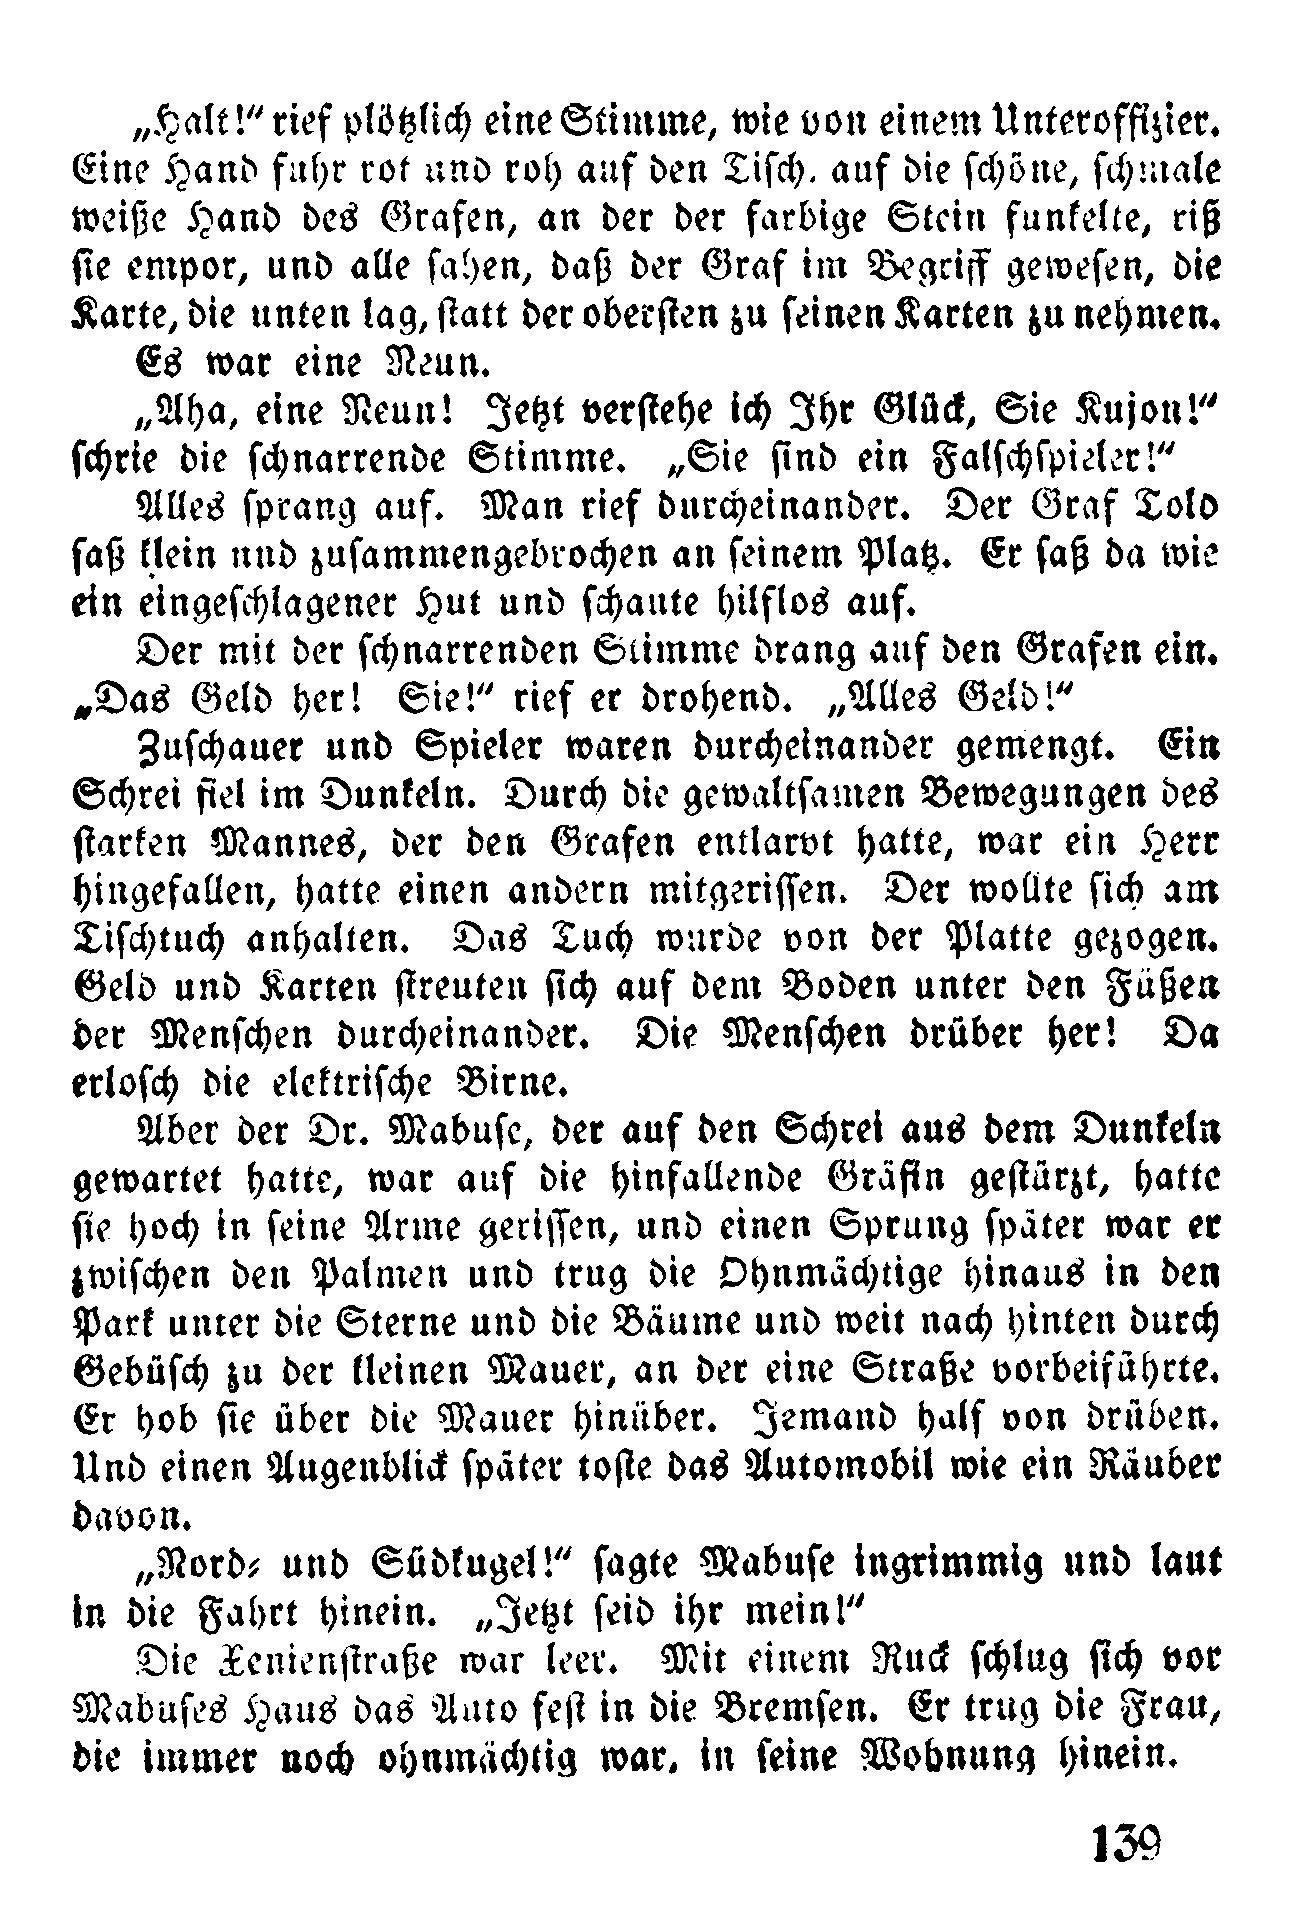 „Halt!“ rief plötzlich eine Stimme, wie von einem Unteroffizier.
Eine Hand fuhr rot und roh auf den Tisch, auf die schöne, schmale
weiße Hand des Grafen, an der der farbige Stein funkelte, riß
sie empor, und alle sahen, daß der Graf im Begriff gewesen, die
Karte, die unten lag, statt der obersten zu seinen Karten zu nehmen.
Es war eine Neun.
„Aha, eine Neun! Jetzt verstehe ich Ihr Glück, Sie Kujon!“
schrie die schnarrende Stimme. „Sie sind ein Falschspieler!“
Alles sprang auf. Man rief durcheinander. Der Graf Told
saß klein und zusammengebrochen an seinem Platz. Er saß da wie
ein eingeschlagener Hut und schaute hilflos auf.
Der mit der schnarrenden Stimme drang auf den Grafen ein.
„Das Geld her! Sie!“ rief er drohend. „Alles Geld!“
Zuschauer und Spieler waren durcheinander gemengt. Ein
Schrei fiel im Dunkeln. Durch die gewaltsamen Bewegungen des
starken Mannes, der den Grafen entlarvt hatte, war ein Herr
hingefallen, hatte einen andern mitgerissen. Der wollte sich am
Tischtuch anhalten. Das Tuch wurde von der Platte gezogen.
Geld und Karten streuten sich auf dem Boden unter den Füßen
der Menschen durcheinander. Die Menschen drüber her! Da
erlosch die elektrische Birne.
Aber der Dr. Mabuse, der auf den Schrei aus dem Dunkeln
gewartet hatte, war auf die hinfallende Gräfin gestürzt, hatte
sie hoch in seine Arme gerissen, und einen Sprung später war er
zwischen den Palmen und trug die Ohnmächtige hinaus in den
Park unter die Sterne und die Bäume und weit nach hinten durch
Gebüsch zu der kleinen Mauer, an der eine Straße vorbeiführte.
Er hob sie über die Mauer hinüber. Jemand half von drüben.
Und einen Augenblick später toste das Automobil wie ein Räuber
davon.
„Nord- und Südkugel!“ sagte Mabuse ingrimmig und laut
in die Fahrt hinein. „Jetzt seid ihr mein!“
Die Xenienstraße war leer. Mit einem Ruck schlug sich vor
Mabuses Haus das Auto fest in die Bremsen. Er trug die Frau,
die immer noch ohnmächtig war, in seine Wohnung hinein.
139